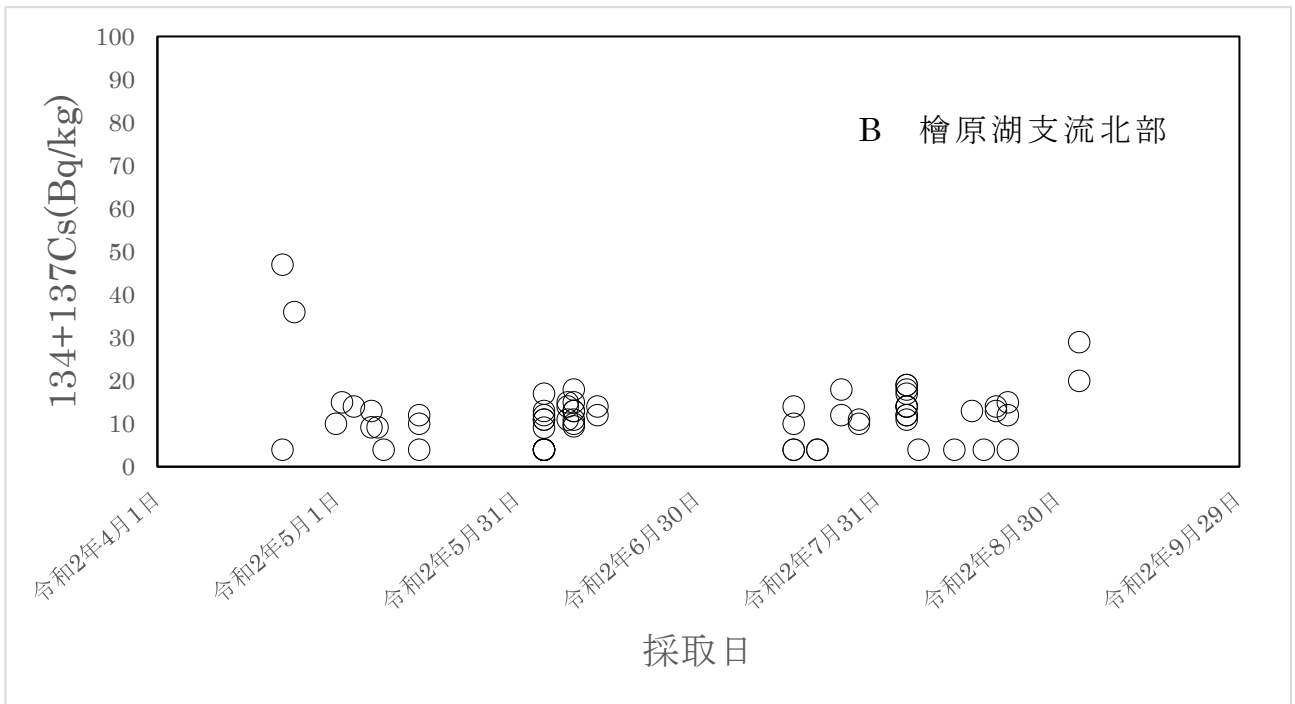 134+137Cs(Bq/kg)
100
90
80
70
60
50
40
30
20
10
0
B 檜原湖支流北部
令和2年4月1日
令和2年5月1日
令和2年5月31日
令和2年6月30日
令和2年7月31日
令和2年8月30日
令和2年9月29日
採取日